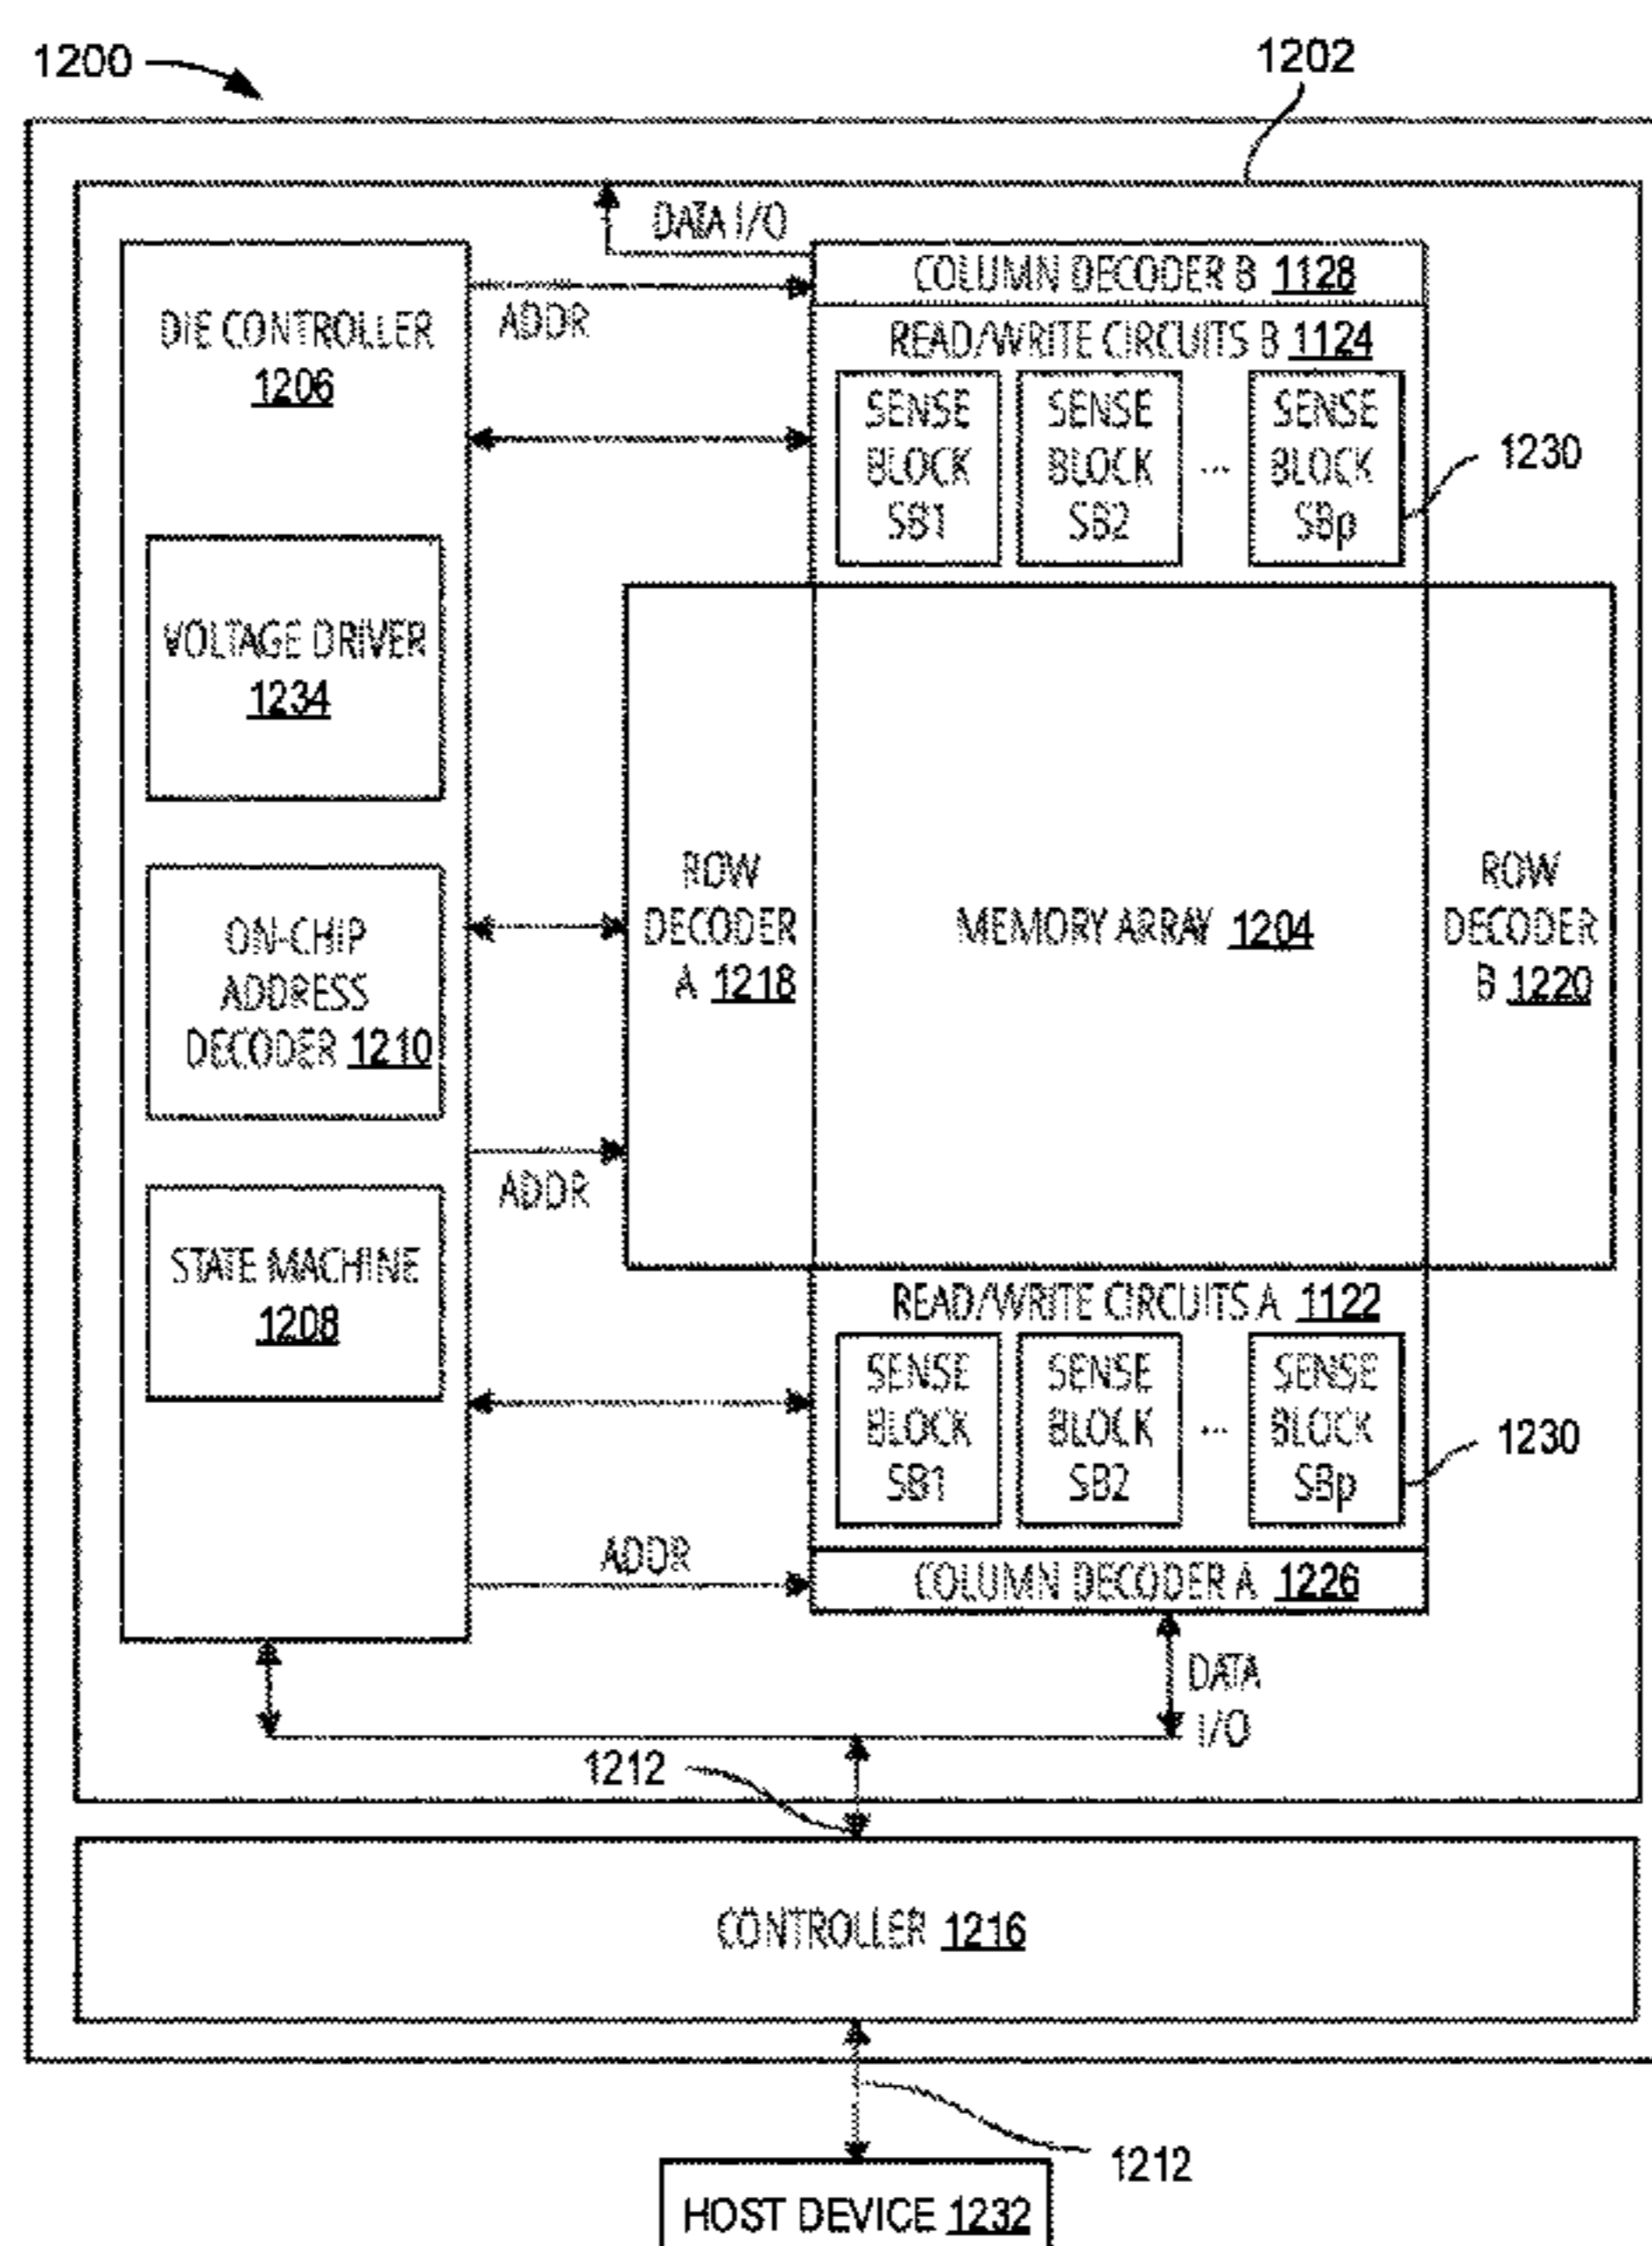 1200
1202
DATA I/O
COLUMN DECODER B 1128
ADDR
DIE CONTROLLER
1206
READ/WRITE CIRCUITS B 1124
SENSE
BLOCK
SB1
SENSE
BLOCK
SB2
...
SENSE
BLOCK
SBp
1230
VOLTAGE DRIVER
1234
ROW
DECODER
A 1218
MEMORY ARRAY 1204
ROW
DECODER
B 1220
ON-CHIP
ADDRESS
DECODER 1210
ADDR
STATE MACHINE
1208
READ/WRITE CIRCUITS A 1122
SENSE
BLOCK
SB1
SENSE
BLOCK
SB2
...
SENSE
BLOCK
SBp
1230
ADDR
COLUMN DECODER A 1226
DATA
I/O
1212
CONTROLLER 1216
1212
HOST DEVICE 1232